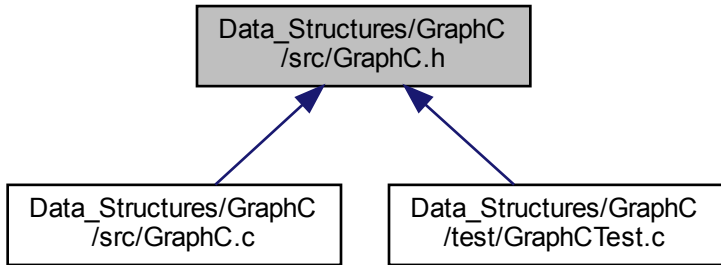 Data_Structures/GraphC
/src/GraphC.h
Data_Structures/GraphC
/src/GraphC.c
Data_Structures/GraphC
/test/GraphCTest.c